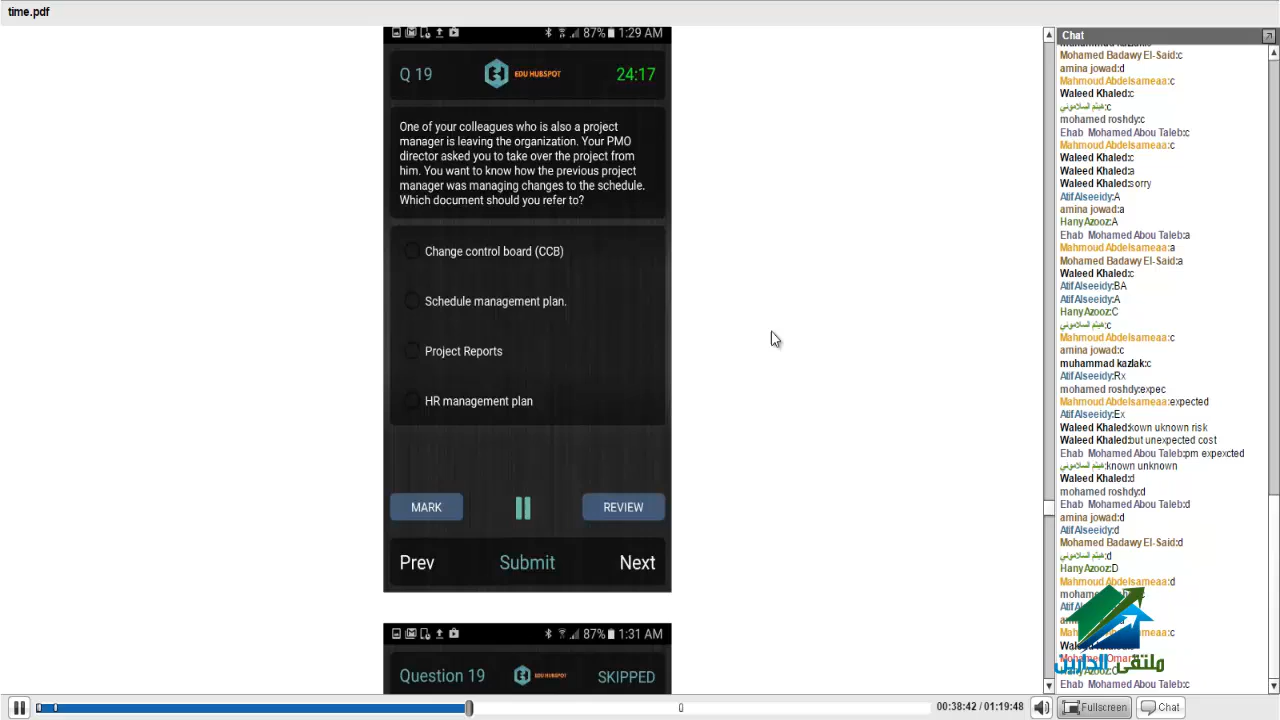 time.pdf
87% 1:29 AM
Q 19
EDU HUBSPOT
24:17
One of your colleagues who is also a project
manager is leaving the organization. Your PMO
director asked you to take over the project from
him. You want to know how the previous project
manager was managing changes to the schedule.
Which document should you refer to?
Change control board (CCB)
Schedule management plan.
Project Reports
HR management plan
MARK
REVIEW
Prev
Submit
Next
87% 1:31 AM
Question 19
EDU HUBSPOT
SKIPPED
Chat
Mohamed Badawy El-Said:c
amina jowad:d
Mahmoud Abdelsameaa:c
Waleed Khaled:c
هيثم السلاموني:c
mohamed roshdy:c
Ehab Mohamed Abou Taleb:c
Mahmoud Abdelsameaa:c
Waleed Khaled:c
Waleed Khaled:a
Waleed Khaled:sorry
Atif Alseeidy:A
amina jowad:a
Hany Azooz:A
Ehab Mohamed Abou Taleb:a
Mahmoud Abdelsameaa:a
Mohamed Badawy El-Said:a
Waleed Khaled:c
Atif Alseeidy:BA
Atif Alseeidy:A
Hany Azooz:C
هيثم السلاموني:c
Mahmoud Abdelsameaa:c
amina jowad:c
muhammad kazlak:c
Atif Alseeidy:Rx
mohamed roshdy:expec
Mahmoud Abdelsameaa:expected
Atif Alseeidy:Ex
Waleed Khaled:kown uknown risk
Waleed Khaled:but unexpected cost
Ehab Mohamed Abou Taleb:pm expexcted
هيثم السلاموني:known unknown
Waleed Khaled:d
mohamed roshdy:d
Ehab Mohamed Abou Taleb:d
amina jowad:d
Atif Alseeidy:d
Mohamed Badawy El-Said:d
هيثم السلاموني:d
Hany Azooz:D
Mahmoud Abdelsameaa:d
ملتقى الحلزين
Ehab Mohamed Abou Taleb:c
00:38:42 / 01:19:48
Fullscreen
Chat